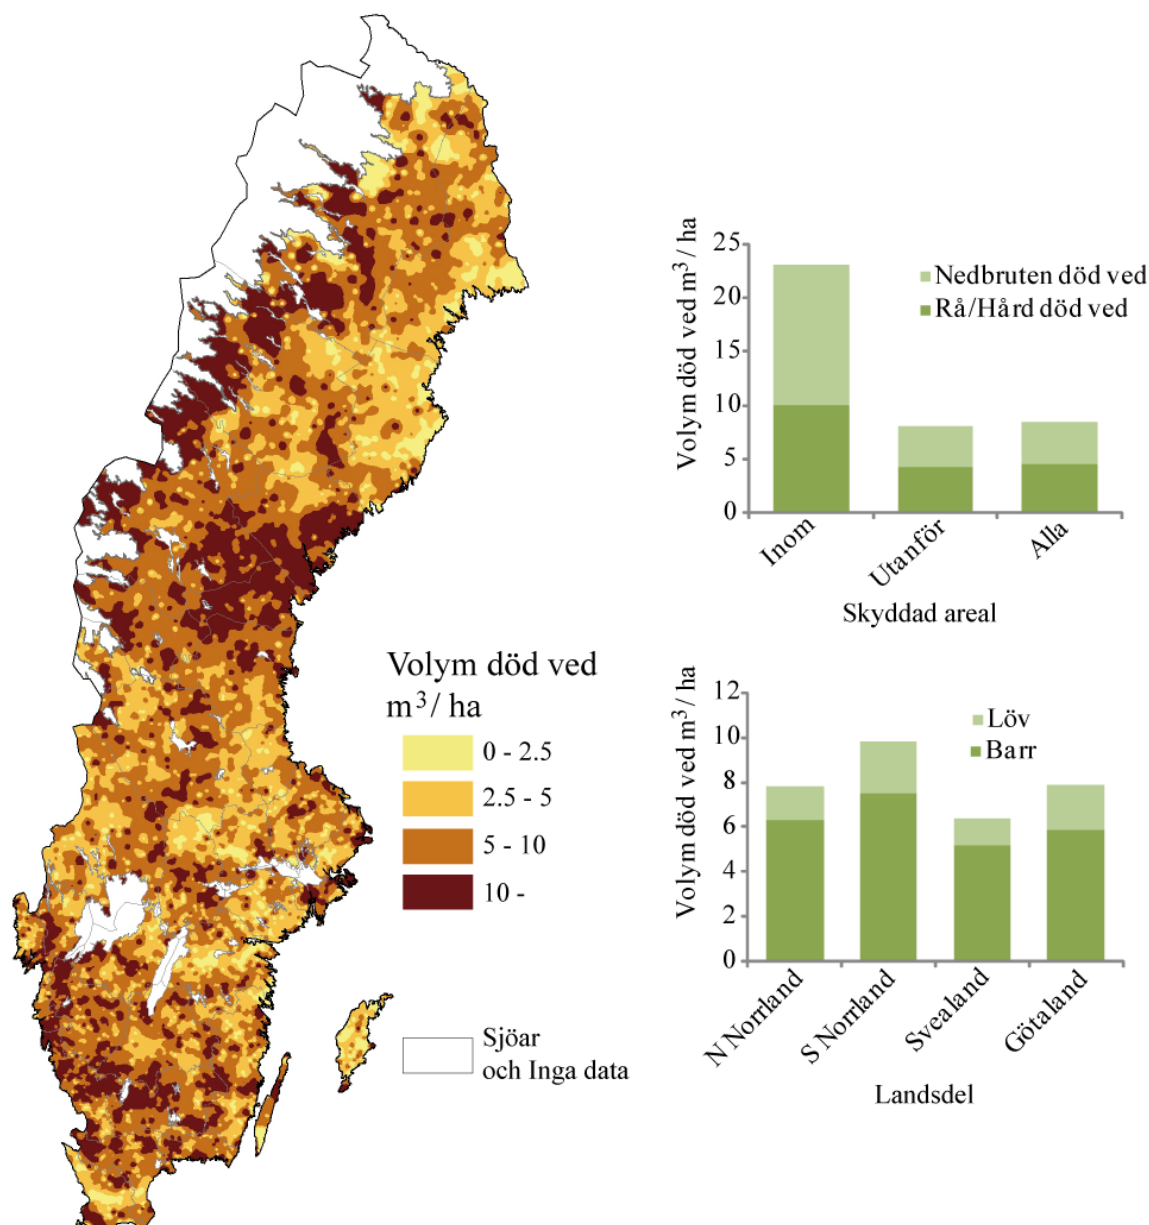 Volym död ved
m³/ ha
0 - 2.5
2.5 - 5
5 - 10
10 -
Sjöar
och Inga data
Volym död ved m³ / ha
25
20
15
10
5
0
Nedbruten död ved
Rå/Hård död ved
Inom
Utanför
Alla
Skyddad areal
Volym död ved m³ / ha
12
10
8
6
4
2
0
Löv
Barr
N Norrland
S Norrland
Svealand
Götaland
Landsdel